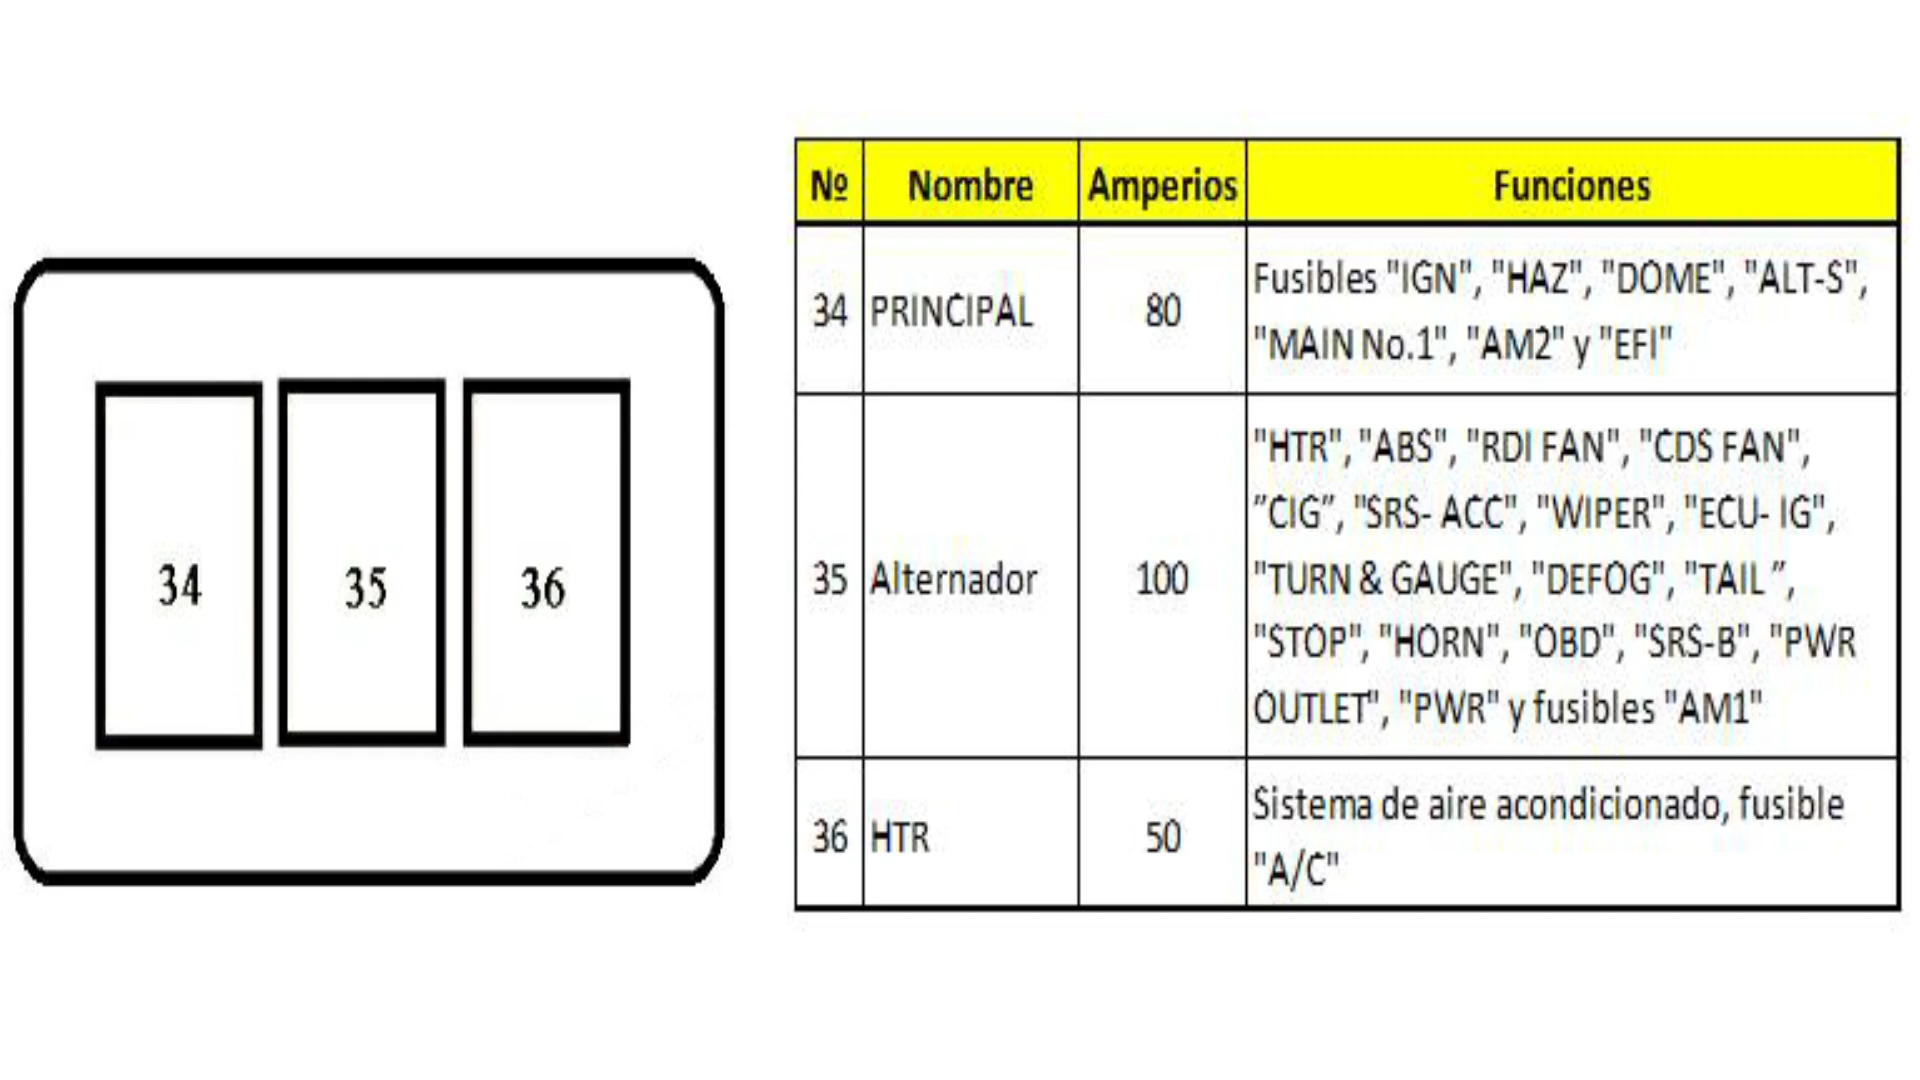 34 35 36
Nº Nombre Amperios Funciones
34 PRINCIPAL 80 Fusibles "IGN", "HAZ", "DOME", "ALT-S",
"MAIN No.1", "AM2" y "EFI"
35 Alternador 100 "HTR", "ABS", "RDI FAN", "CDS FAN",
”CIG”, "SRS- ACC", "WIPER", "ECU- IG",
"TURN & GAUGE", "DEFOG", "TAIL ”,
"STOP", "HORN", "OBD", "SRS-B", "PWR
OUTLET", "PWR" y fusibles "AM1"
36 HTR 50 Sistema de aire acondicionado, fusible
"A/C"